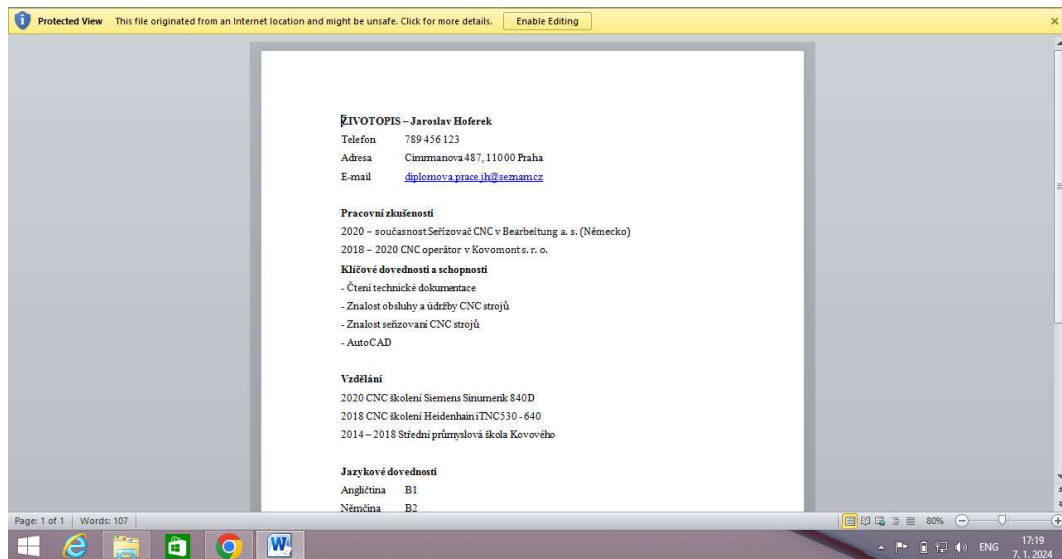 Protected View This file originated from an Internet location and might be unsafe. Click for more details. Enable Editing
ŽIVOTOPIS – Jaroslav Hoferek
Telefon 789 456 123
Adresa Cimrmanova 487, 110 00 Praha
E-mail diplomova.prace.jh@seznam.cz
Pracovní zkušenosti
2020 – současnost Seřizovač CNC v Bearbeitung a. s. (Německo)
2018 – 2020 CNC operátor v Kovomont s. r. o.
Klíčové dovednosti a schopnosti
- Čtení technické dokumentace
- Znalost obsluhy a údržby CNC strojů
- Znalost seřizovaní CNC strojů
- AutoCAD
Vzdělání
2020 CNC školení Siemens Sinumerik 840D
2018 CNC školení Heidenhain iTNC530 - 640
2014 – 2018 Střední průmyslová škola Kovového
Jazykové dovednosti
Angličtina B1
Němčina B2
Page: 1 of 1 Words: 107 80%
ENG 17:19
7. 1. 2024